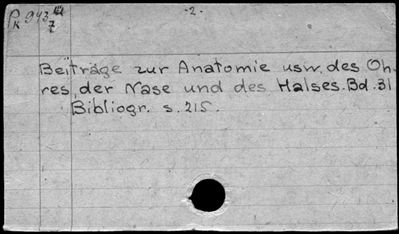 -2-
Beiträge zur Anatomie usw. des Oh-
res, der Nase und des Halses. Bd. 31
Bibliogr. s. 215.